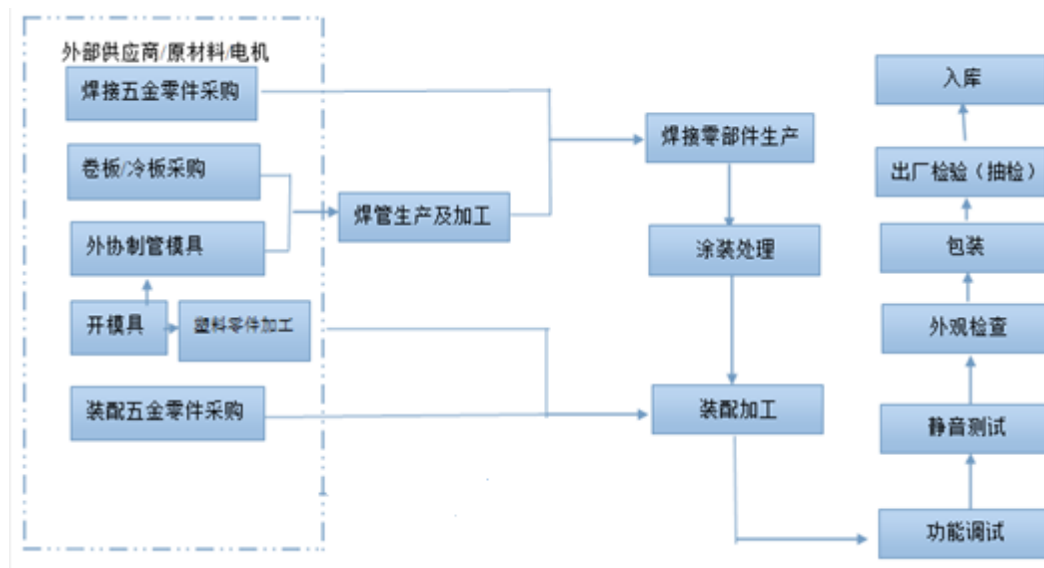 外部供应商/原材料/电机
焊接五金零件采购
卷板/冷板采购
外协制管模具
开模具
塑料零件加工
装配五金零件采购
焊管生产及加工
焊接零部件生产
涂装处理
装配加工
入库
出厂检验（抽检）
包装
外观检查
静音测试
功能调试